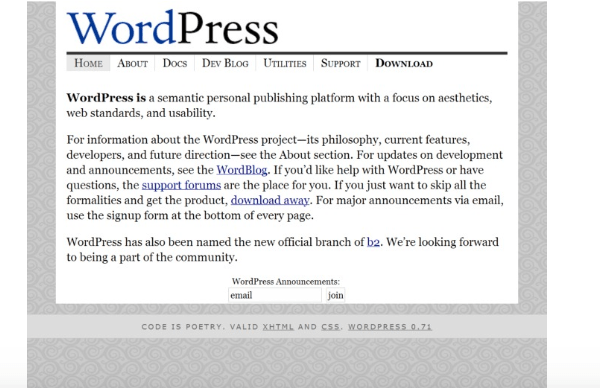 WordPress
HOME ABOUT DOCS DEV BLOG UTILITIES SUPPORT DOWNLOAD
WordPress is a semantic personal publishing platform with a focus on aesthetics,
web standards, and usability.
For information about the WordPress project—its philosophy, current features,
developers, and future direction—see the About section. For updates on development
and announcements, see the WordBlog. If you'd like help with WordPress or have
questions, the support forums are the place for you. If you just want to skip all the
formalities and get the product, download away. For major announcements via email,
use the signup form at the bottom of every page.
WordPress has also been named the new official branch of b2. We're looking forward
to being a part of the community.
WordPress Announcements:
email join
CODE IS POETRY. VALID XHTML AND CSS. WORDPRESS 0.71